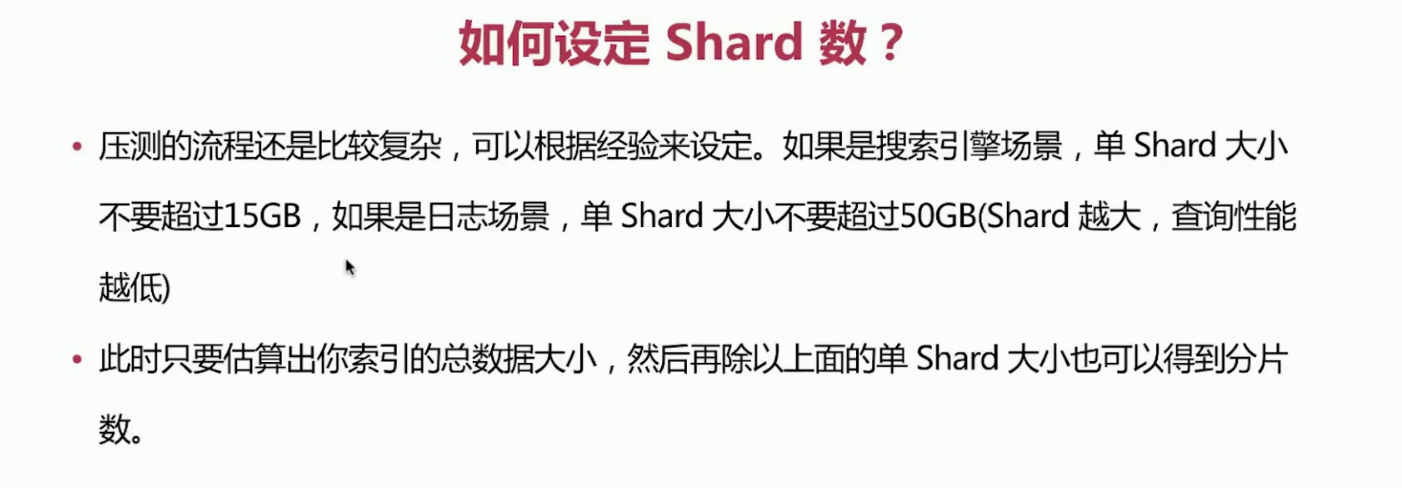 如何设定 Shard 数？
• 压测的流程还是比较复杂，可以根据经验来设定。如果是搜索引擎场景，单 Shard 大小
不要超过15GB，如果是日志场景，单 Shard 大小不要超过50GB(Shard 越大，查询性能
越低)
• 此时只要估算出你索引的总数据大小，然后再除以上面的单 Shard 大小也可以得到分片
数。